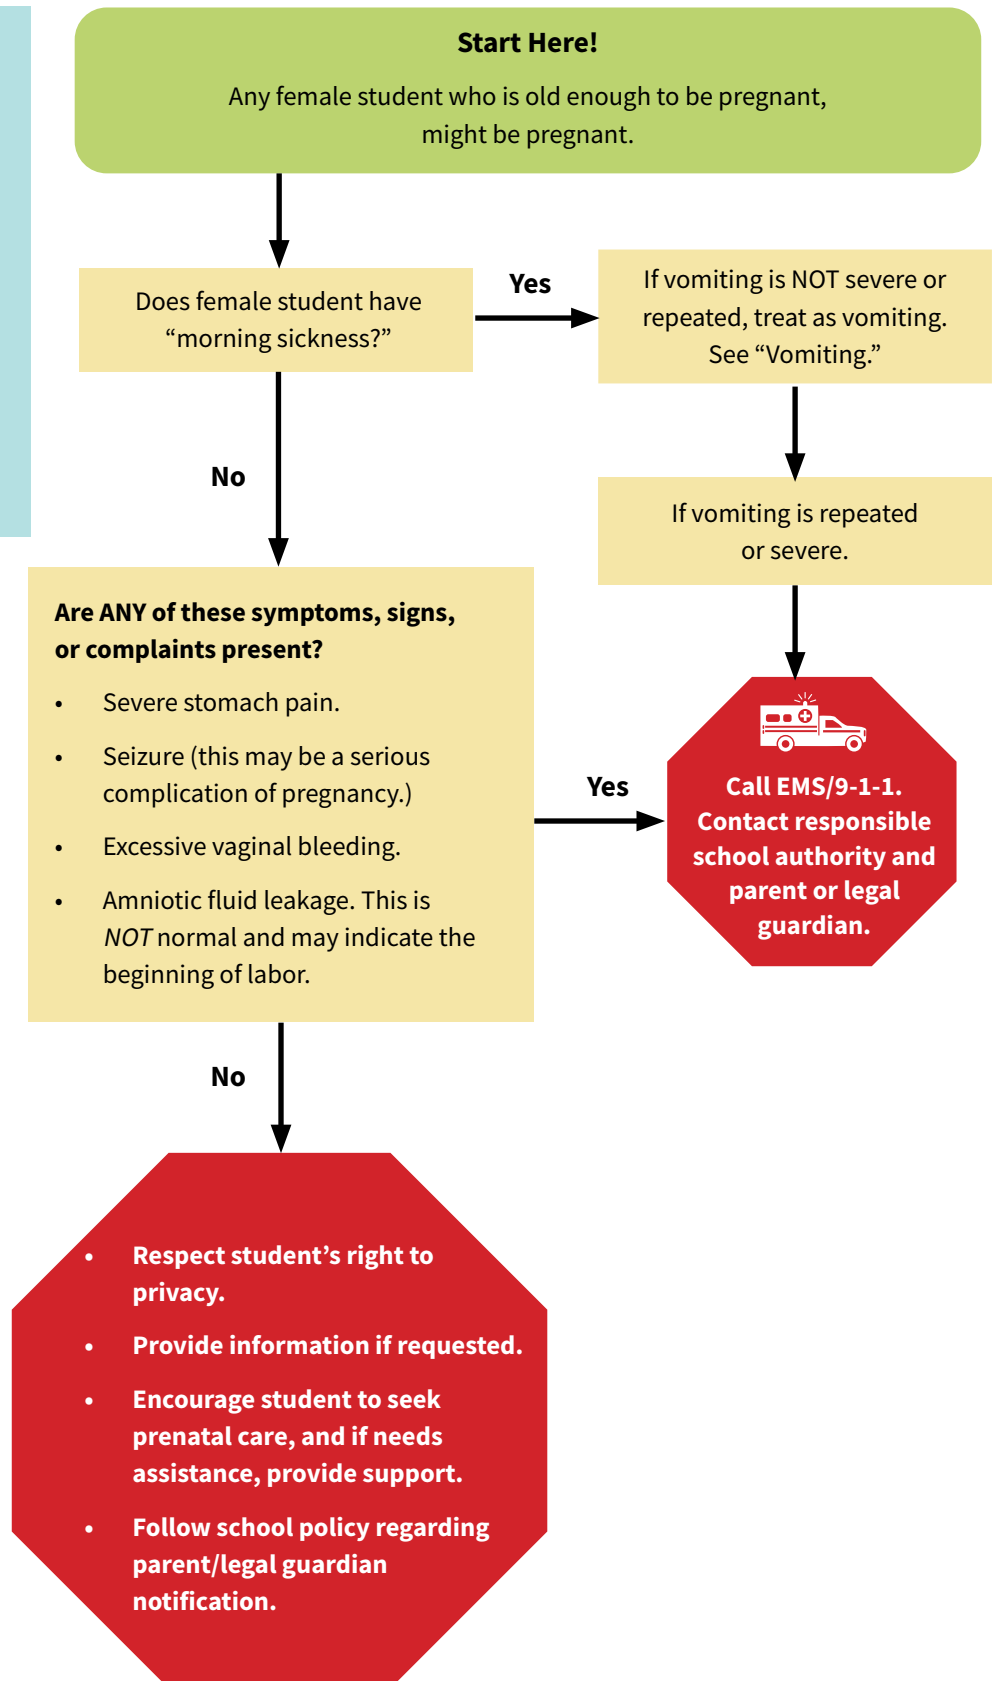 Start Here!
Any female student who is old enough to be pregnant,
might be pregnant.
Does female student have
“morning sickness?”
Yes
If vomiting is NOT severe or
repeated, treat as vomiting.
See “Vomiting.”
No
If vomiting is repeated
or severe.
Are ANY of these symptoms, signs,
or complaints present?
• Severe stomach pain.
• Seizure (this may be a serious
complication of pregnancy.)
• Excessive vaginal bleeding.
• Amniotic fluid leakage. This is
NOT normal and may indicate the
beginning of labor.
Yes
Call EMS/9-1-1.
Contact responsible
school authority and
parent or legal
guardian.
No
• Respect student’s right to
privacy.
• Provide information if requested.
• Encourage student to seek
prenatal care, and if needs
assistance, provide support.
• Follow school policy regarding
parent/legal guardian
notification.